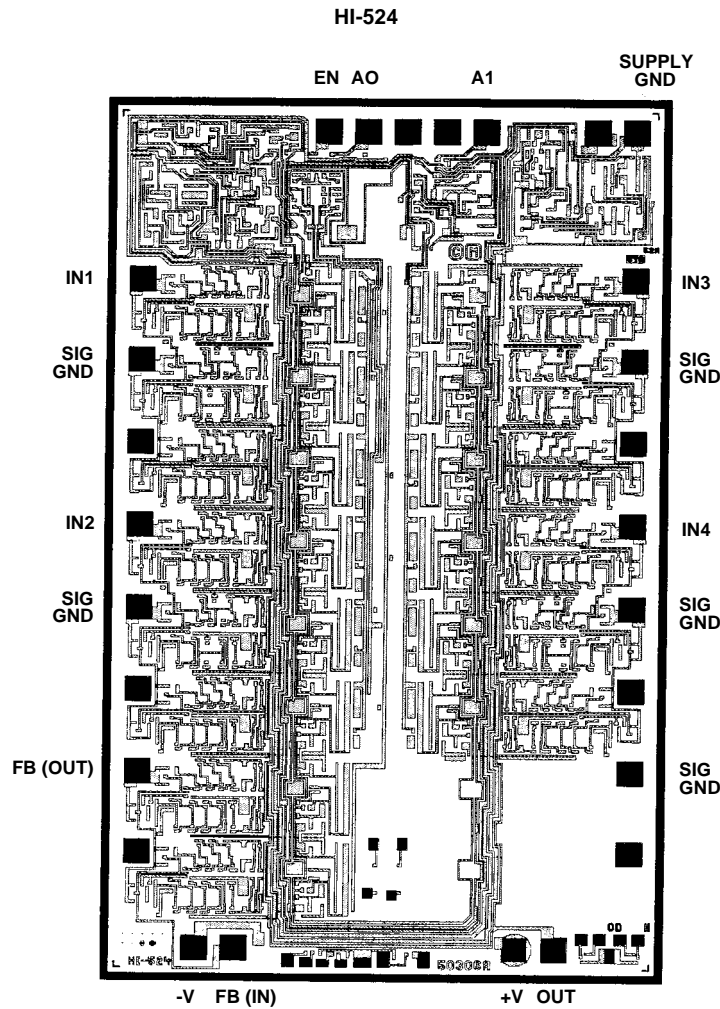 HI-524
EN AO A1 SUPPLY GND
IN1 IN3
SIG GND SIG GND
IN2 IN4
SIG GND SIG GND
FB (OUT) SIG GND
HI-524
-V FB (IN) +V OUT